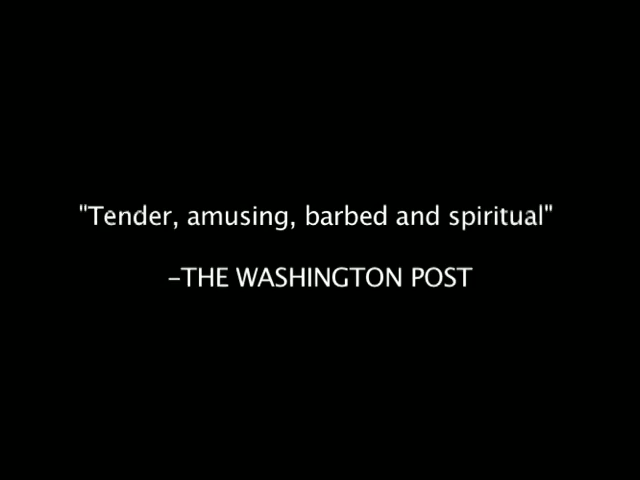 "Tender, amusing, barbed and spiritual"
–THE WASHINGTON POST